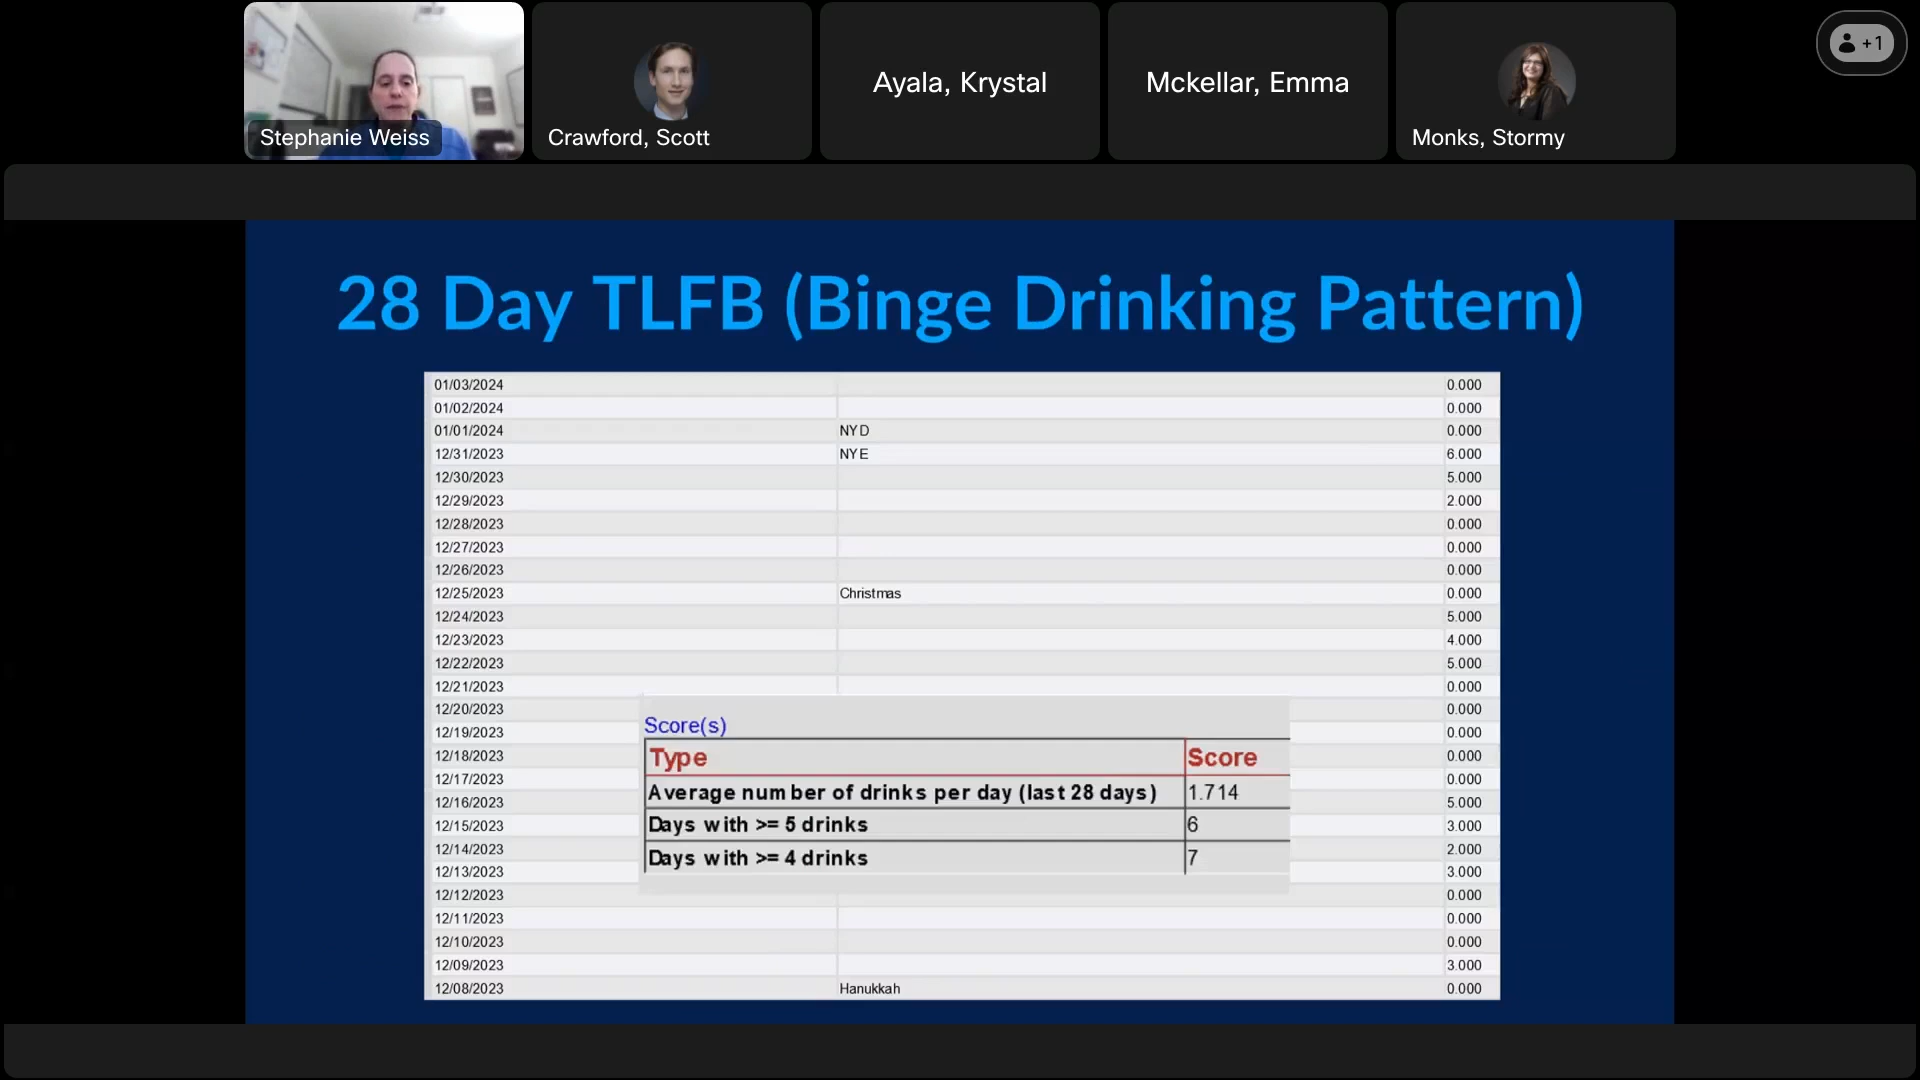 +1
Stephanie Weiss
Crawford, Scott
Ayala, Krystal
Mckellar, Emma
Monks, Stormy
28 Day TLFB (Binge Drinking Pattern)
01/03/2024 0.000
01/02/2024 0.000
01/01/2024 NYD 0.000
12/31/2023 NYE 6.000
12/30/2023 5.000
12/29/2023 2.000
12/28/2023 0.000
12/27/2023 0.000
12/26/2023 0.000
12/25/2023 Christmas 0.000
12/24/2023 5.000
12/23/2023 4.000
12/22/2023 5.000
12/21/2023 0.000
12/20/2023 0.000
12/19/2023 0.000
12/18/2023 0.000
12/17/2023 0.000
12/16/2023 5.000
12/15/2023 3.000
12/14/2023 2.000
12/13/2023 3.000
12/12/2023 0.000
12/11/2023 0.000
12/10/2023 0.000
12/09/2023 3.000
12/08/2023 Hanukkah 0.000
Score(s)
Type Score
Average number of drinks per day (last 28 days) 1.714
Days with >= 5 drinks 6
Days with >= 4 drinks 7